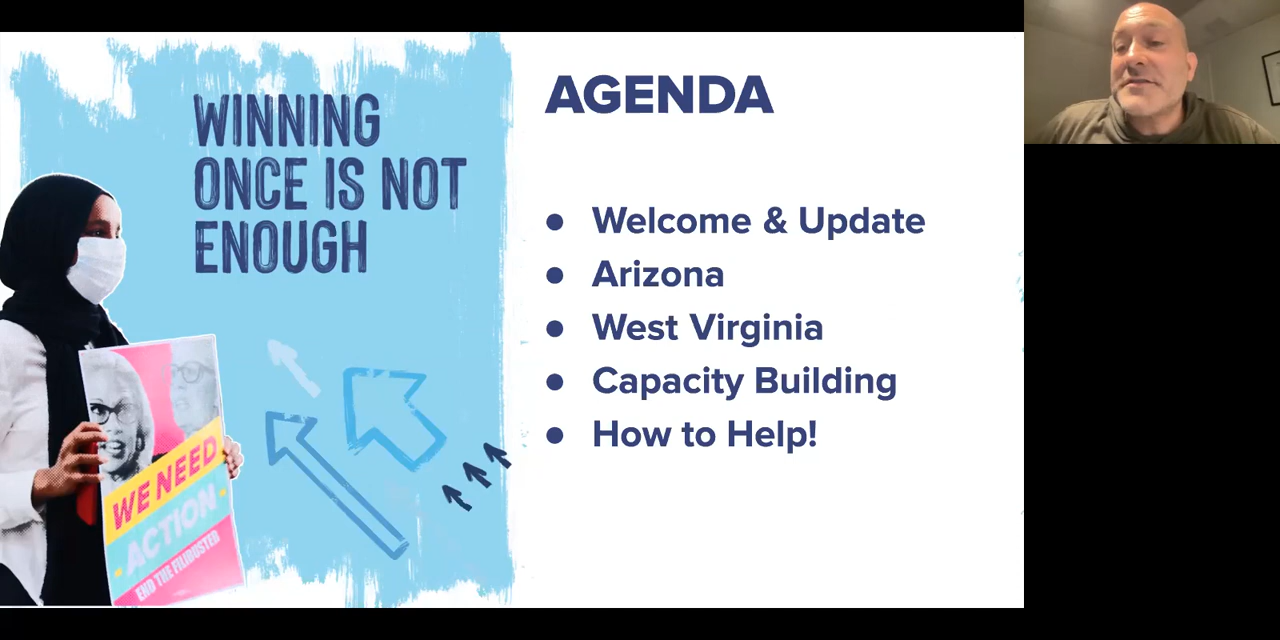 WINNING
ONCE IS NOT
ENOUGH
WE NEED
- ACTION -
END THE FILIBUSTER
AGENDA
● Welcome & Update
● Arizona
● West Virginia
● Capacity Building
● How to Help!